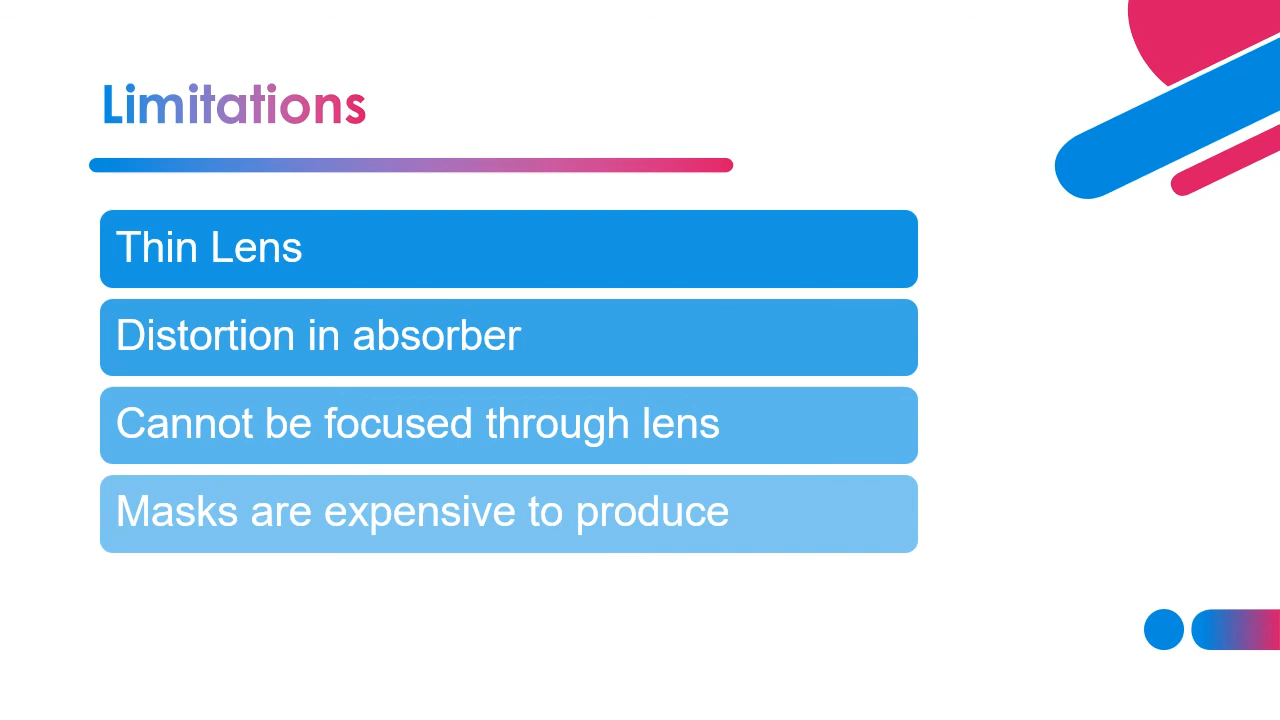 Limitations
Thin Lens
Distortion in absorber
Cannot be focused through lens
Masks are expensive to produce